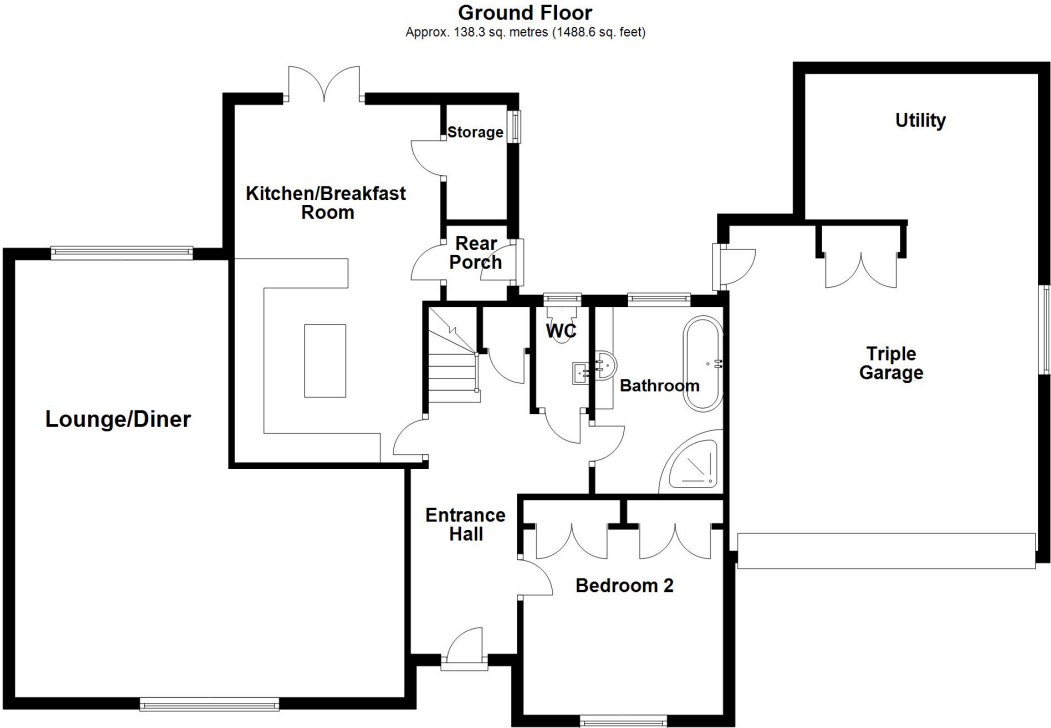 Ground Floor
Approx. 138.3 sq. metres (1488.6 sq. feet)
Utility
Storage
Kitchen/Breakfast
Room
Rear
Porch
WC
Triple
Garage
Bathroom
Lounge/Diner
Entrance
Hall
Bedroom 2